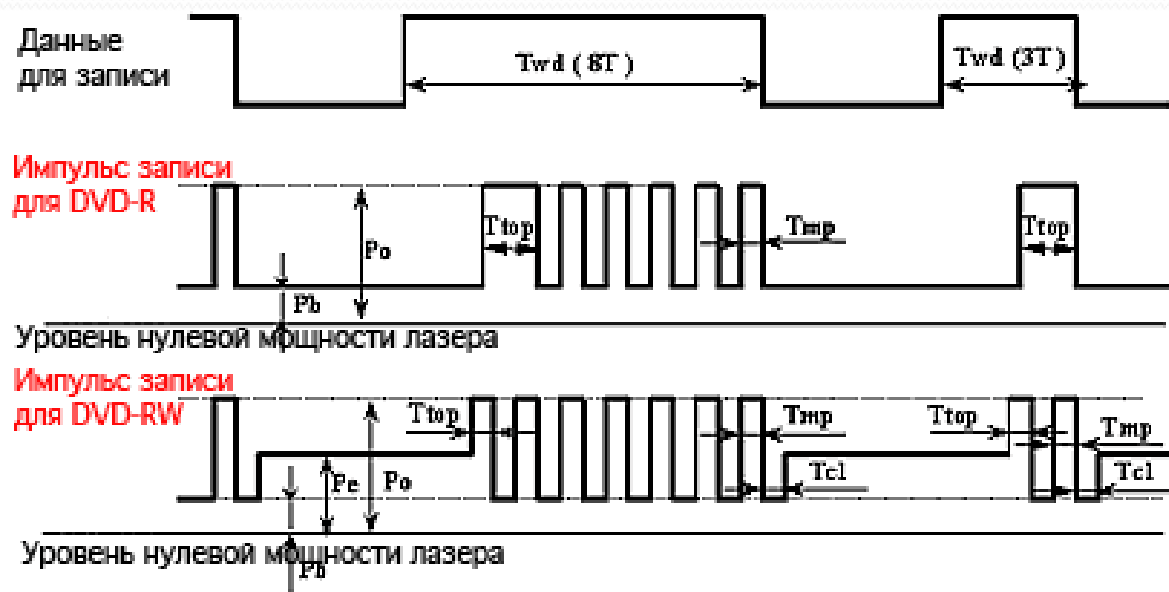 Данные
для записи
Twd ( 8T )
Twd (3T)
Импульс записи
для DVD-R
Ttop
Tmp
Ttop
Po
Pb
Уровень нулевой мощности лазера
Импульс записи
для DVD-RW
Ttop
Tmp
Ttop
Tmp
Pe
Po
Tcl
Tcl
Уровень нулевой мощности лазера
Pb